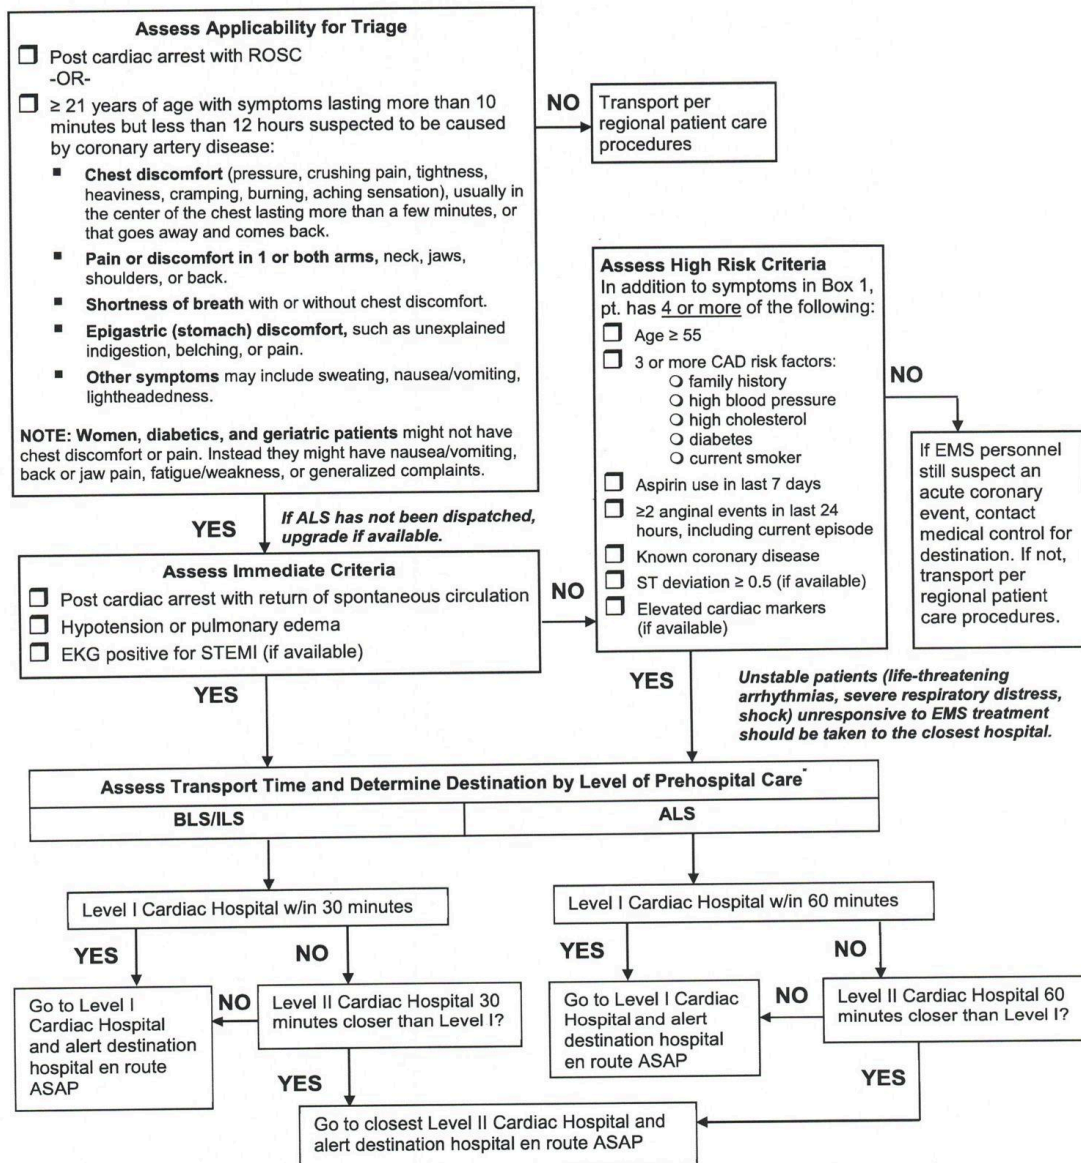 Assess Applicability for Triage
Post cardiac arrest with ROSC
-OR-
≥ 21 years of age with symptoms lasting more than 10
minutes but less than 12 hours suspected to be caused
by coronary artery disease:
Chest discomfort (pressure, crushing pain, tightness,
heaviness, cramping, burning, aching sensation), usually in
the center of the chest lasting more than a few minutes, or
that goes away and comes back.
Pain or discomfort in 1 or both arms, neck, jaws,
shoulders, or back.
Shortness of breath with or without chest discomfort.
Epigastric (stomach) discomfort, such as unexplained
indigestion, belching, or pain.
Other symptoms may include sweating, nausea/vomiting,
lightheadedness.
NOTE: Women, diabetics, and geriatric patients might not have
chest discomfort or pain. Instead they might have nausea/vomiting,
back or jaw pain, fatigue/weakness, or generalized complaints.
NO
Transport per
regional patient care
procedures
YES
If ALS has not been dispatched,
upgrade if available.
Assess Immediate Criteria
Post cardiac arrest with return of spontaneous circulation
Hypotension or pulmonary edema
EKG positive for STEMI (if available)
NO
Assess High Risk Criteria
In addition to symptoms in Box 1,
pt. has 4 or more of the following:
Age ≥ 55
3 or more CAD risk factors:
family history
high blood pressure
high cholesterol
diabetes
current smoker
Aspirin use in last 7 days
≥2 anginal events in last 24
hours, including current episode
Known coronary disease
ST deviation ≥ 0.5 (if available)
Elevated cardiac markers
(if available)
NO
If EMS personnel
still suspect an
acute coronary
event, contact
medical control for
destination. If not,
transport per
regional patient
care procedures.
YES
YES
Unstable patients (life-threatening
arrhythmias, severe respiratory distress,
shock) unresponsive to EMS treatment
should be taken to the closest hospital.
Assess Transport Time and Determine Destination by Level of Prehospital Care*
BLS/ILS
ALS
Level I Cardiac Hospital w/in 30 minutes
YES
NO
Go to Level I
Cardiac Hospital
and alert destination
hospital en route
ASAP
NO
Level II Cardiac Hospital 30
minutes closer than Level I?
YES
Level I Cardiac Hospital w/in 60 minutes
YES
NO
Go to Level I Cardiac
Hospital and alert
destination hospital
en route ASAP
NO
Level II Cardiac Hospital 60
minutes closer than Level I?
YES
Go to closest Level II Cardiac Hospital and
alert destination hospital en route ASAP